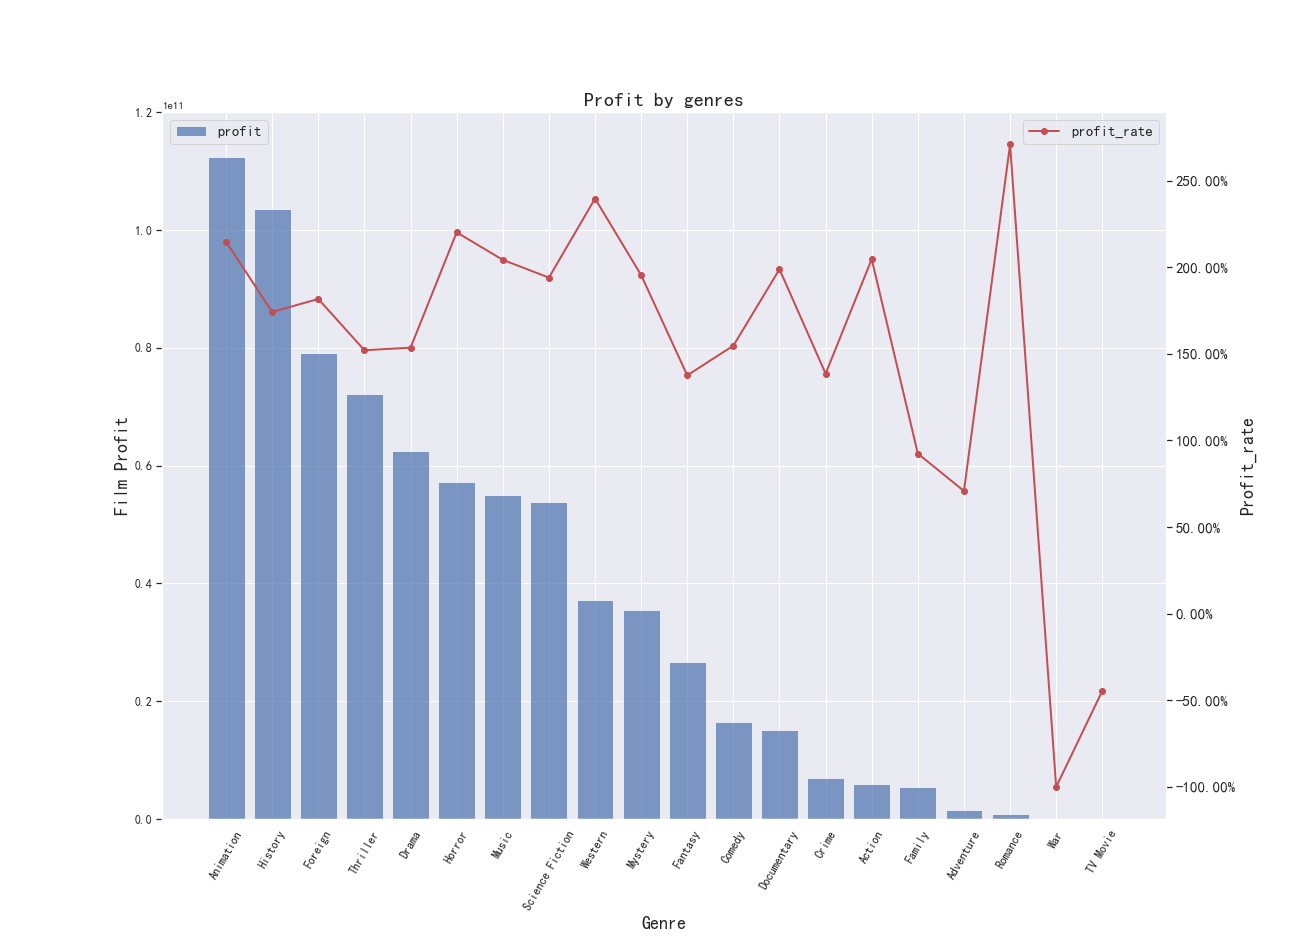 Profit by genres
1e11
profit
profit_rate
1.2
1.0
0.8
0.6
0.4
0.2
0.0
Film Profit
250.00%
200.00%
150.00%
100.00%
50.00%
0.00%
−50.00%
−100.00%
Profit_rate
Animation
History
Foreign
Thriller
Drama
Horror
Music
Science Fiction
Western
Mystery
Fantasy
Comedy
Documentary
Crime
Action
Family
Adventure
Romance
War
TV Movie
Genre